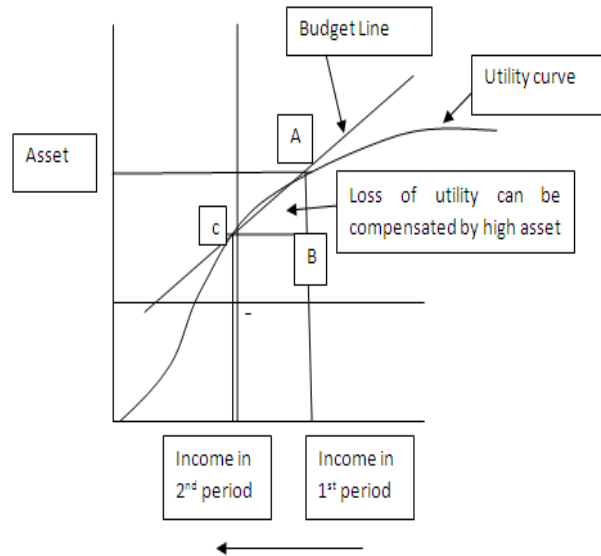 Budget Line
Utility curve
A
Asset
Loss of utility can be
compensated by high asset
c
B
Income in
2nd period
Income in
1st period